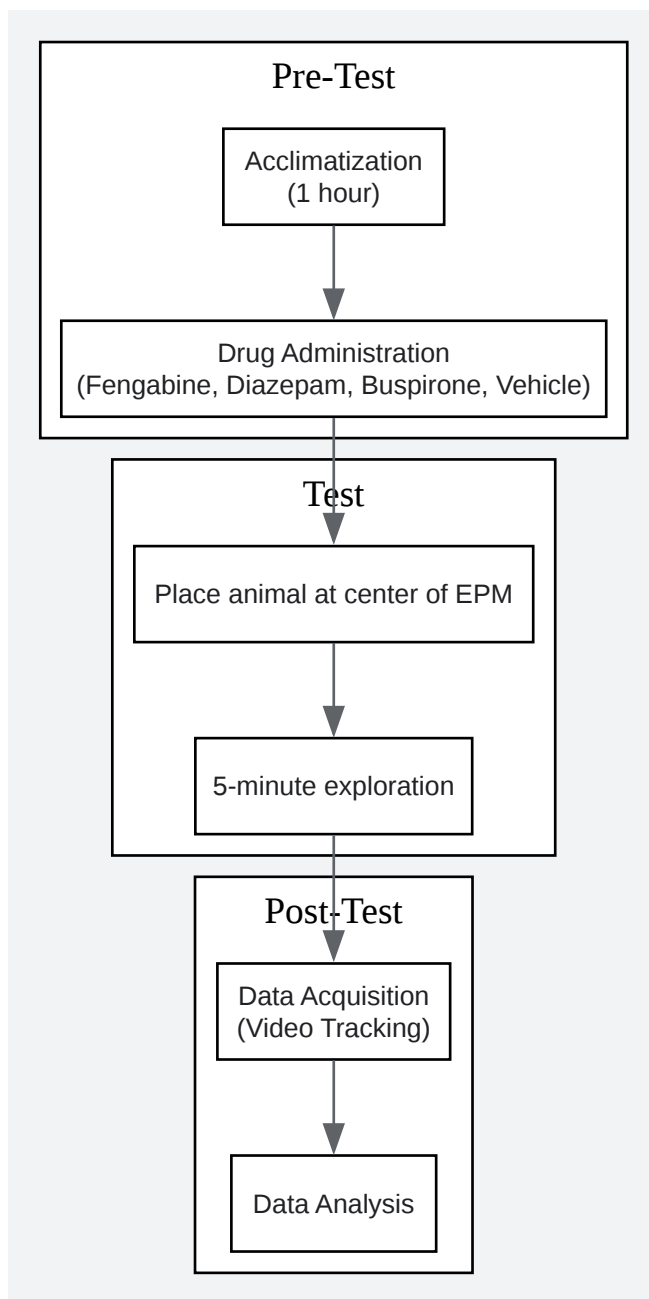 Pre-Test
Acclimatization
(1 hour)
Drug Administration
(Fengabine, Diazepam, Buspirone, Vehicle)
Test
Place animal at center of EPM
5-minute exploration
Post-Test
Data Acquisition
(Video Tracking)
Data Analysis